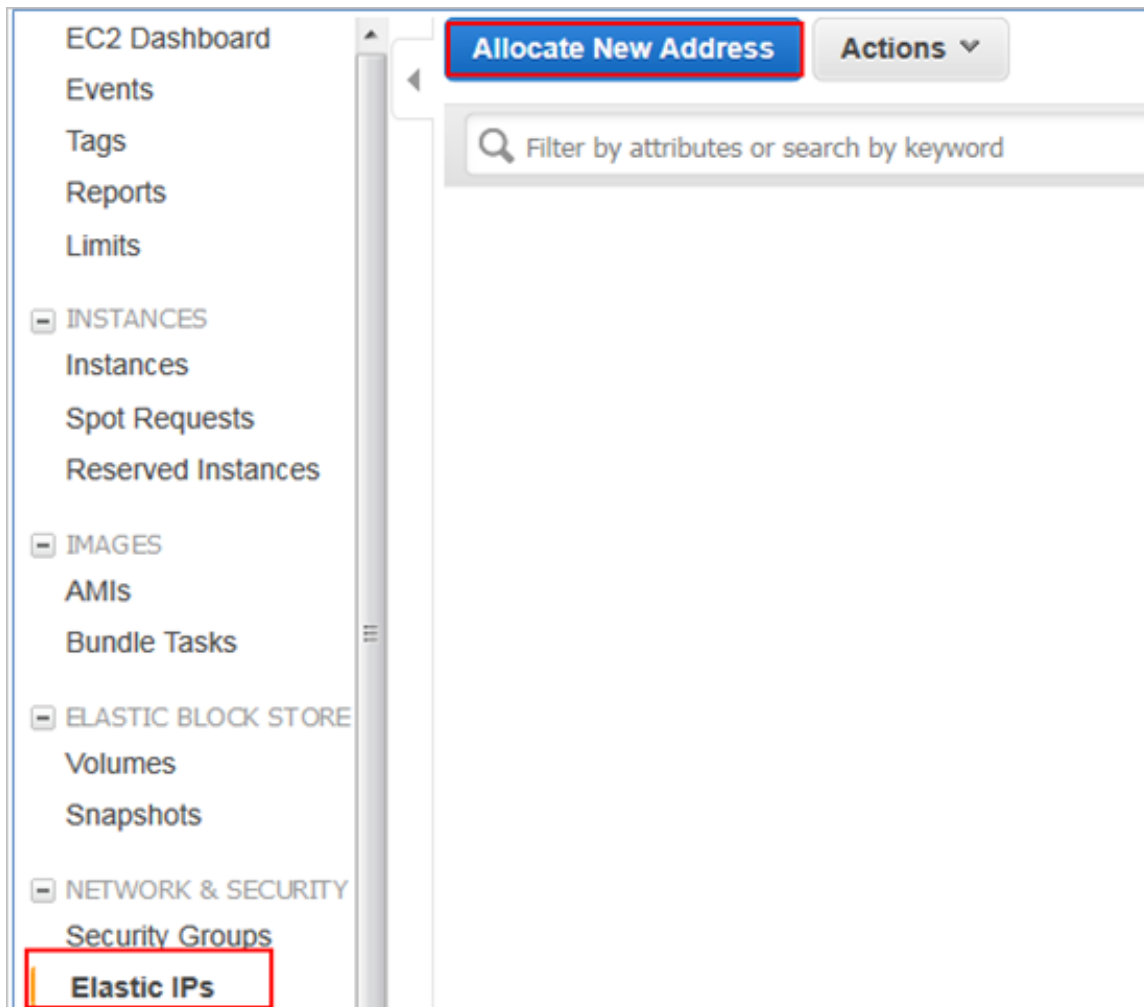 EC2 Dashboard
Events
Tags
Reports
Limits
INSTANCES
Instances
Spot Requests
Reserved Instances
IMAGES
AMIs
Bundle Tasks
ELASTIC BLOCK STORE
Volumes
Snapshots
NETWORK & SECURITY
Security Groups
Elastic IPs
Allocate New Address
Actions
Filter by attributes or search by keyword